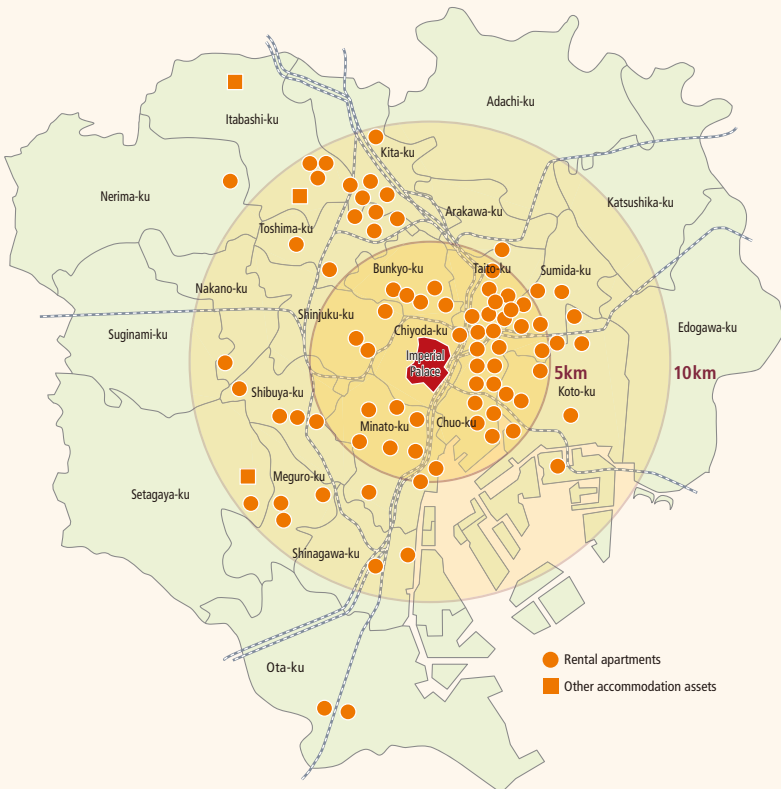 Adachi-ku
Itabashi-ku
Kita-ku
Nerima-ku
Katsushika-ku
Arakawa-ku
Toshima-ku
Bunkyo-ku
Taito-ku
Sumida-ku
Nakano-ku
Shinjuku-ku
Chiyoda-ku
Edogawa-ku
Suginami-ku
Imperial
Palace
5km
10km
Shibuya-ku
Koto-ku
Minato-ku
Chuo-ku
Meguro-ku
Setagaya-ku
Shinagawa-ku
Ota-ku
Rental apartments
Other accommodation assets